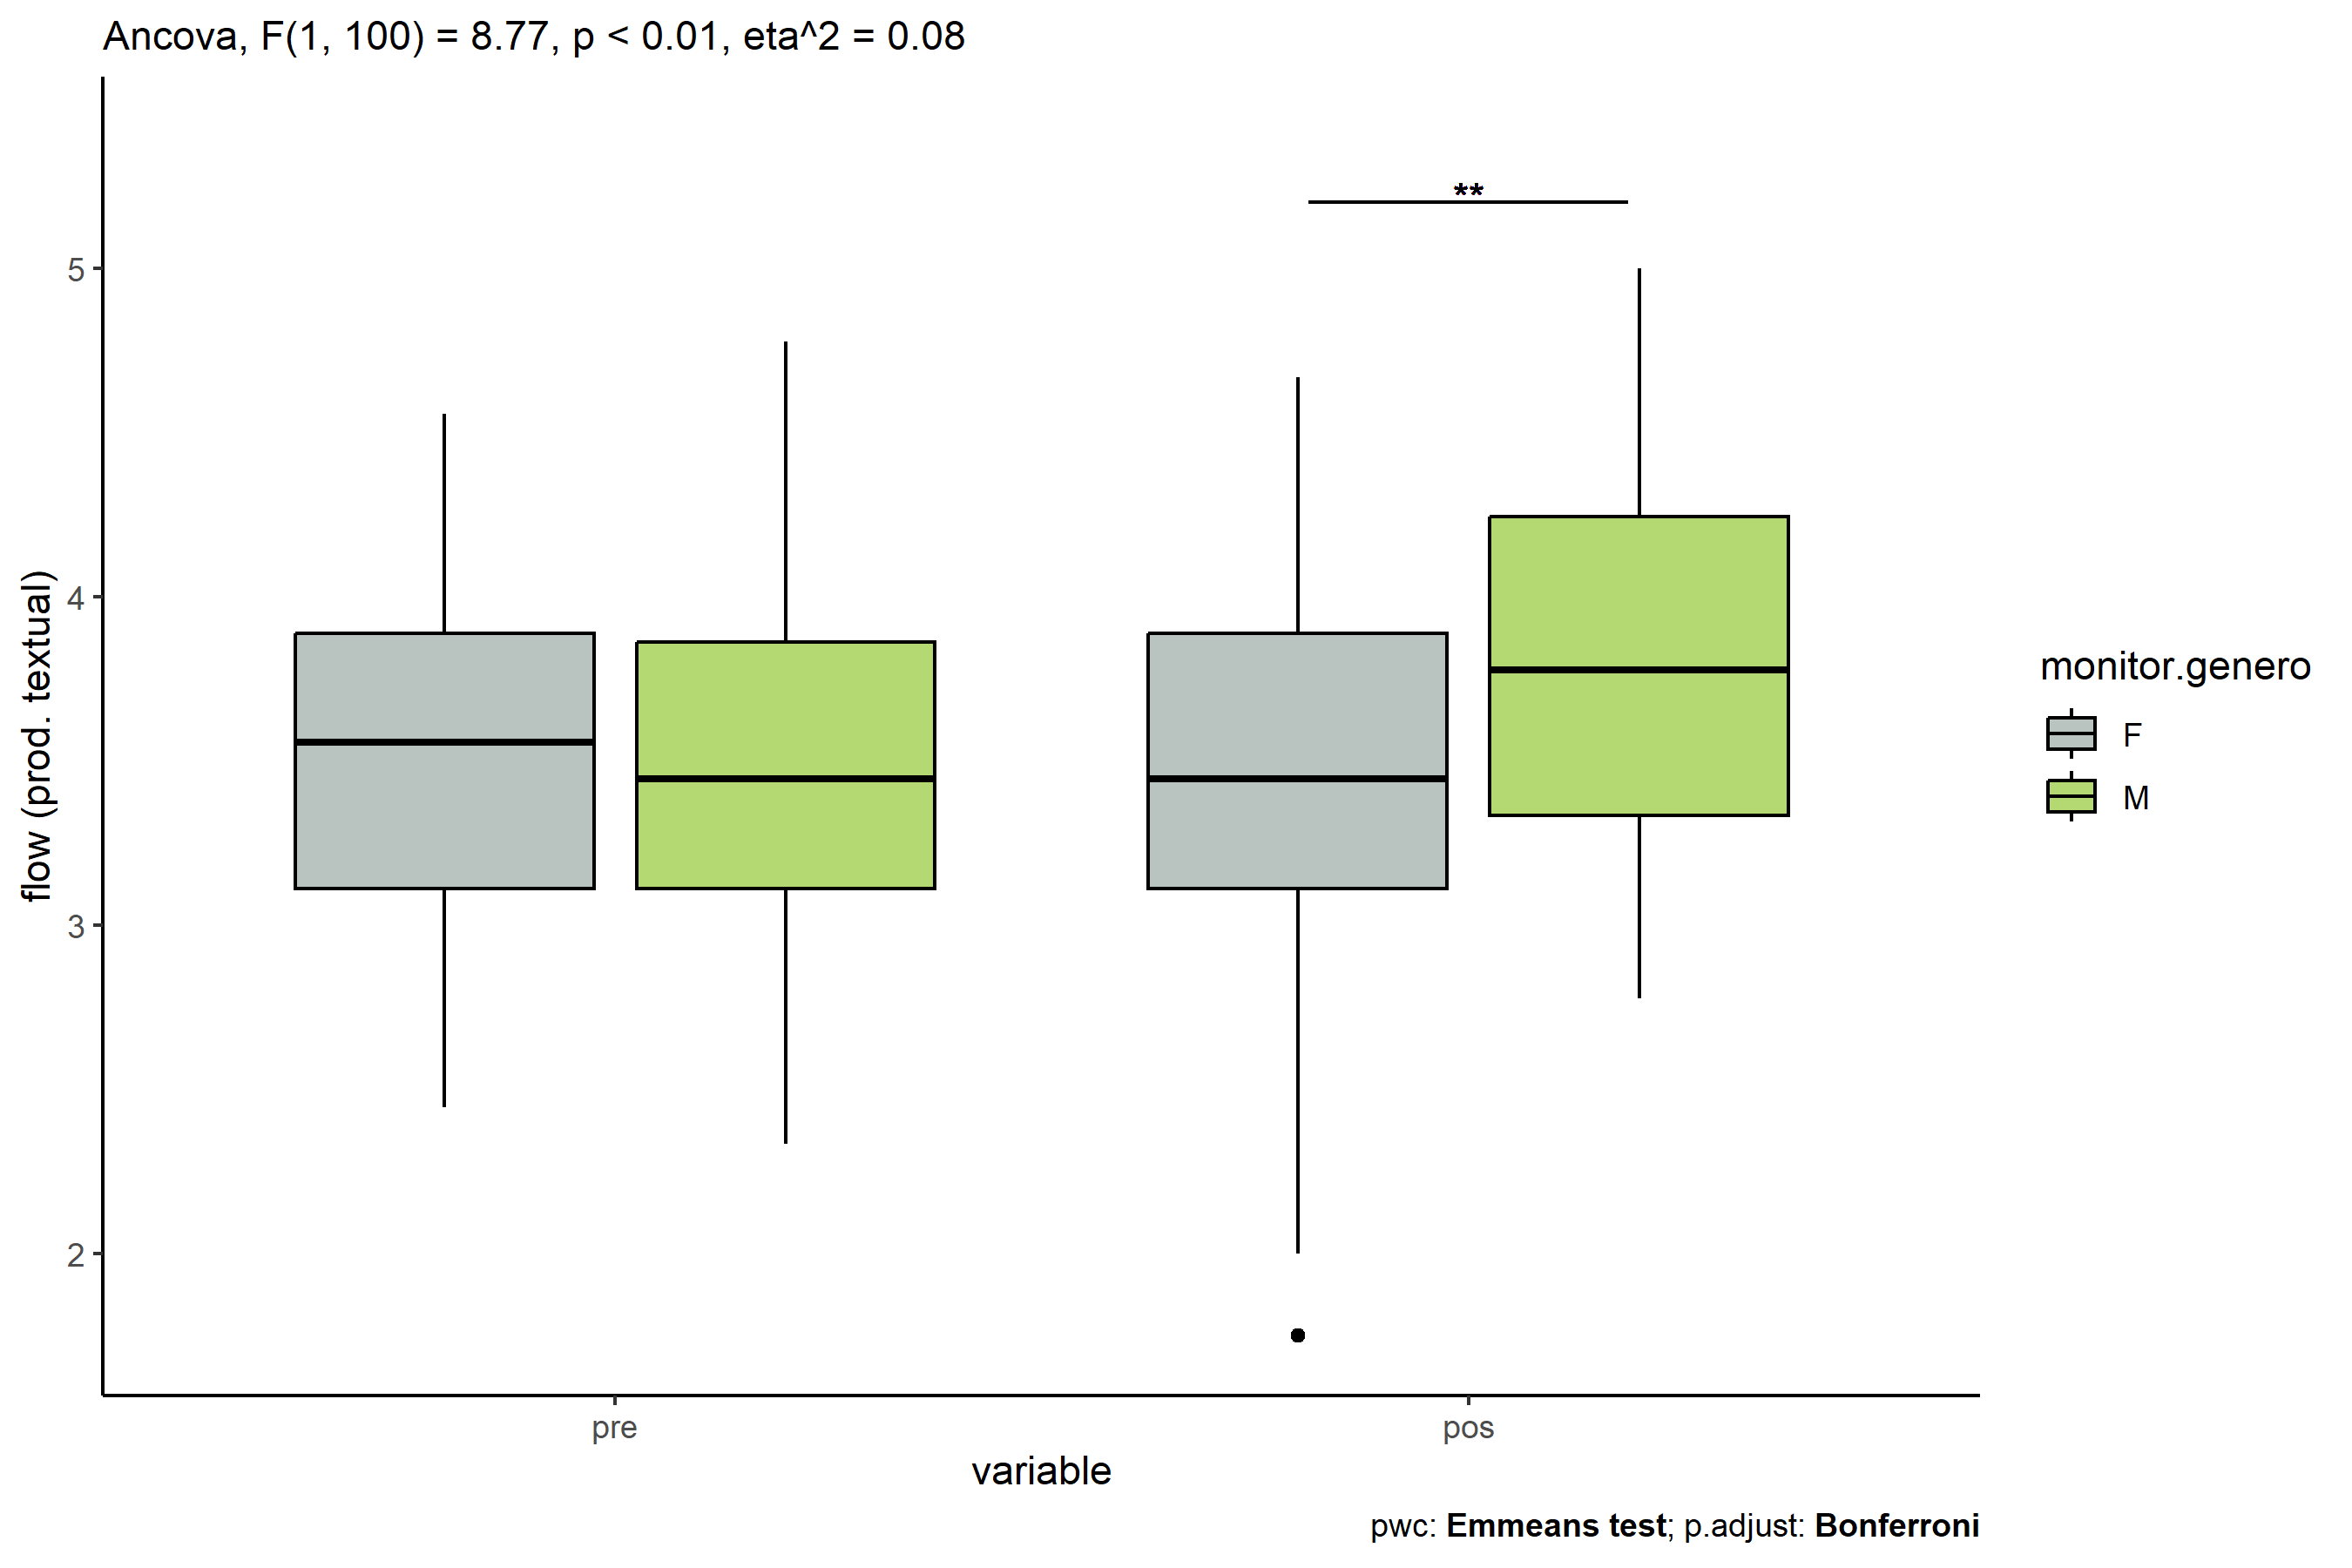 Ancova, F(1, 100) = 8.77, p < 0.01, eta^2 = 0.08
**
5
4
3
2
flow (prod. textual)
pre
pos
variable
monitor.genero
F
M
pwc: Emmeans test; p.adjust: Bonferroni